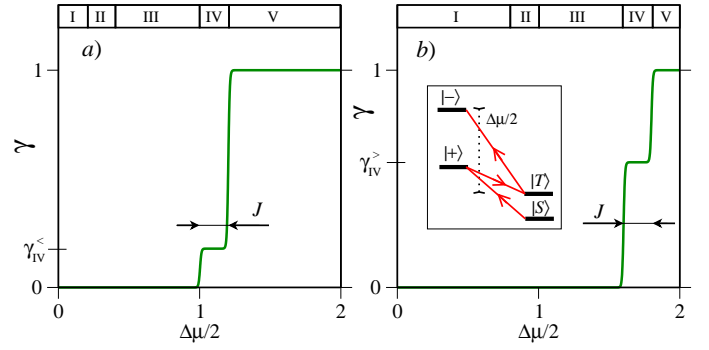 I II III IV V
I II III IV V
a)
b)
1
1
γ
γ
|−⟩
Δμ/2
|+⟩
|T⟩
|S⟩
γ_IV^<
γ_IV^>
J
J
0
0
0 1 2
0 1 2
Δμ/2
Δμ/2